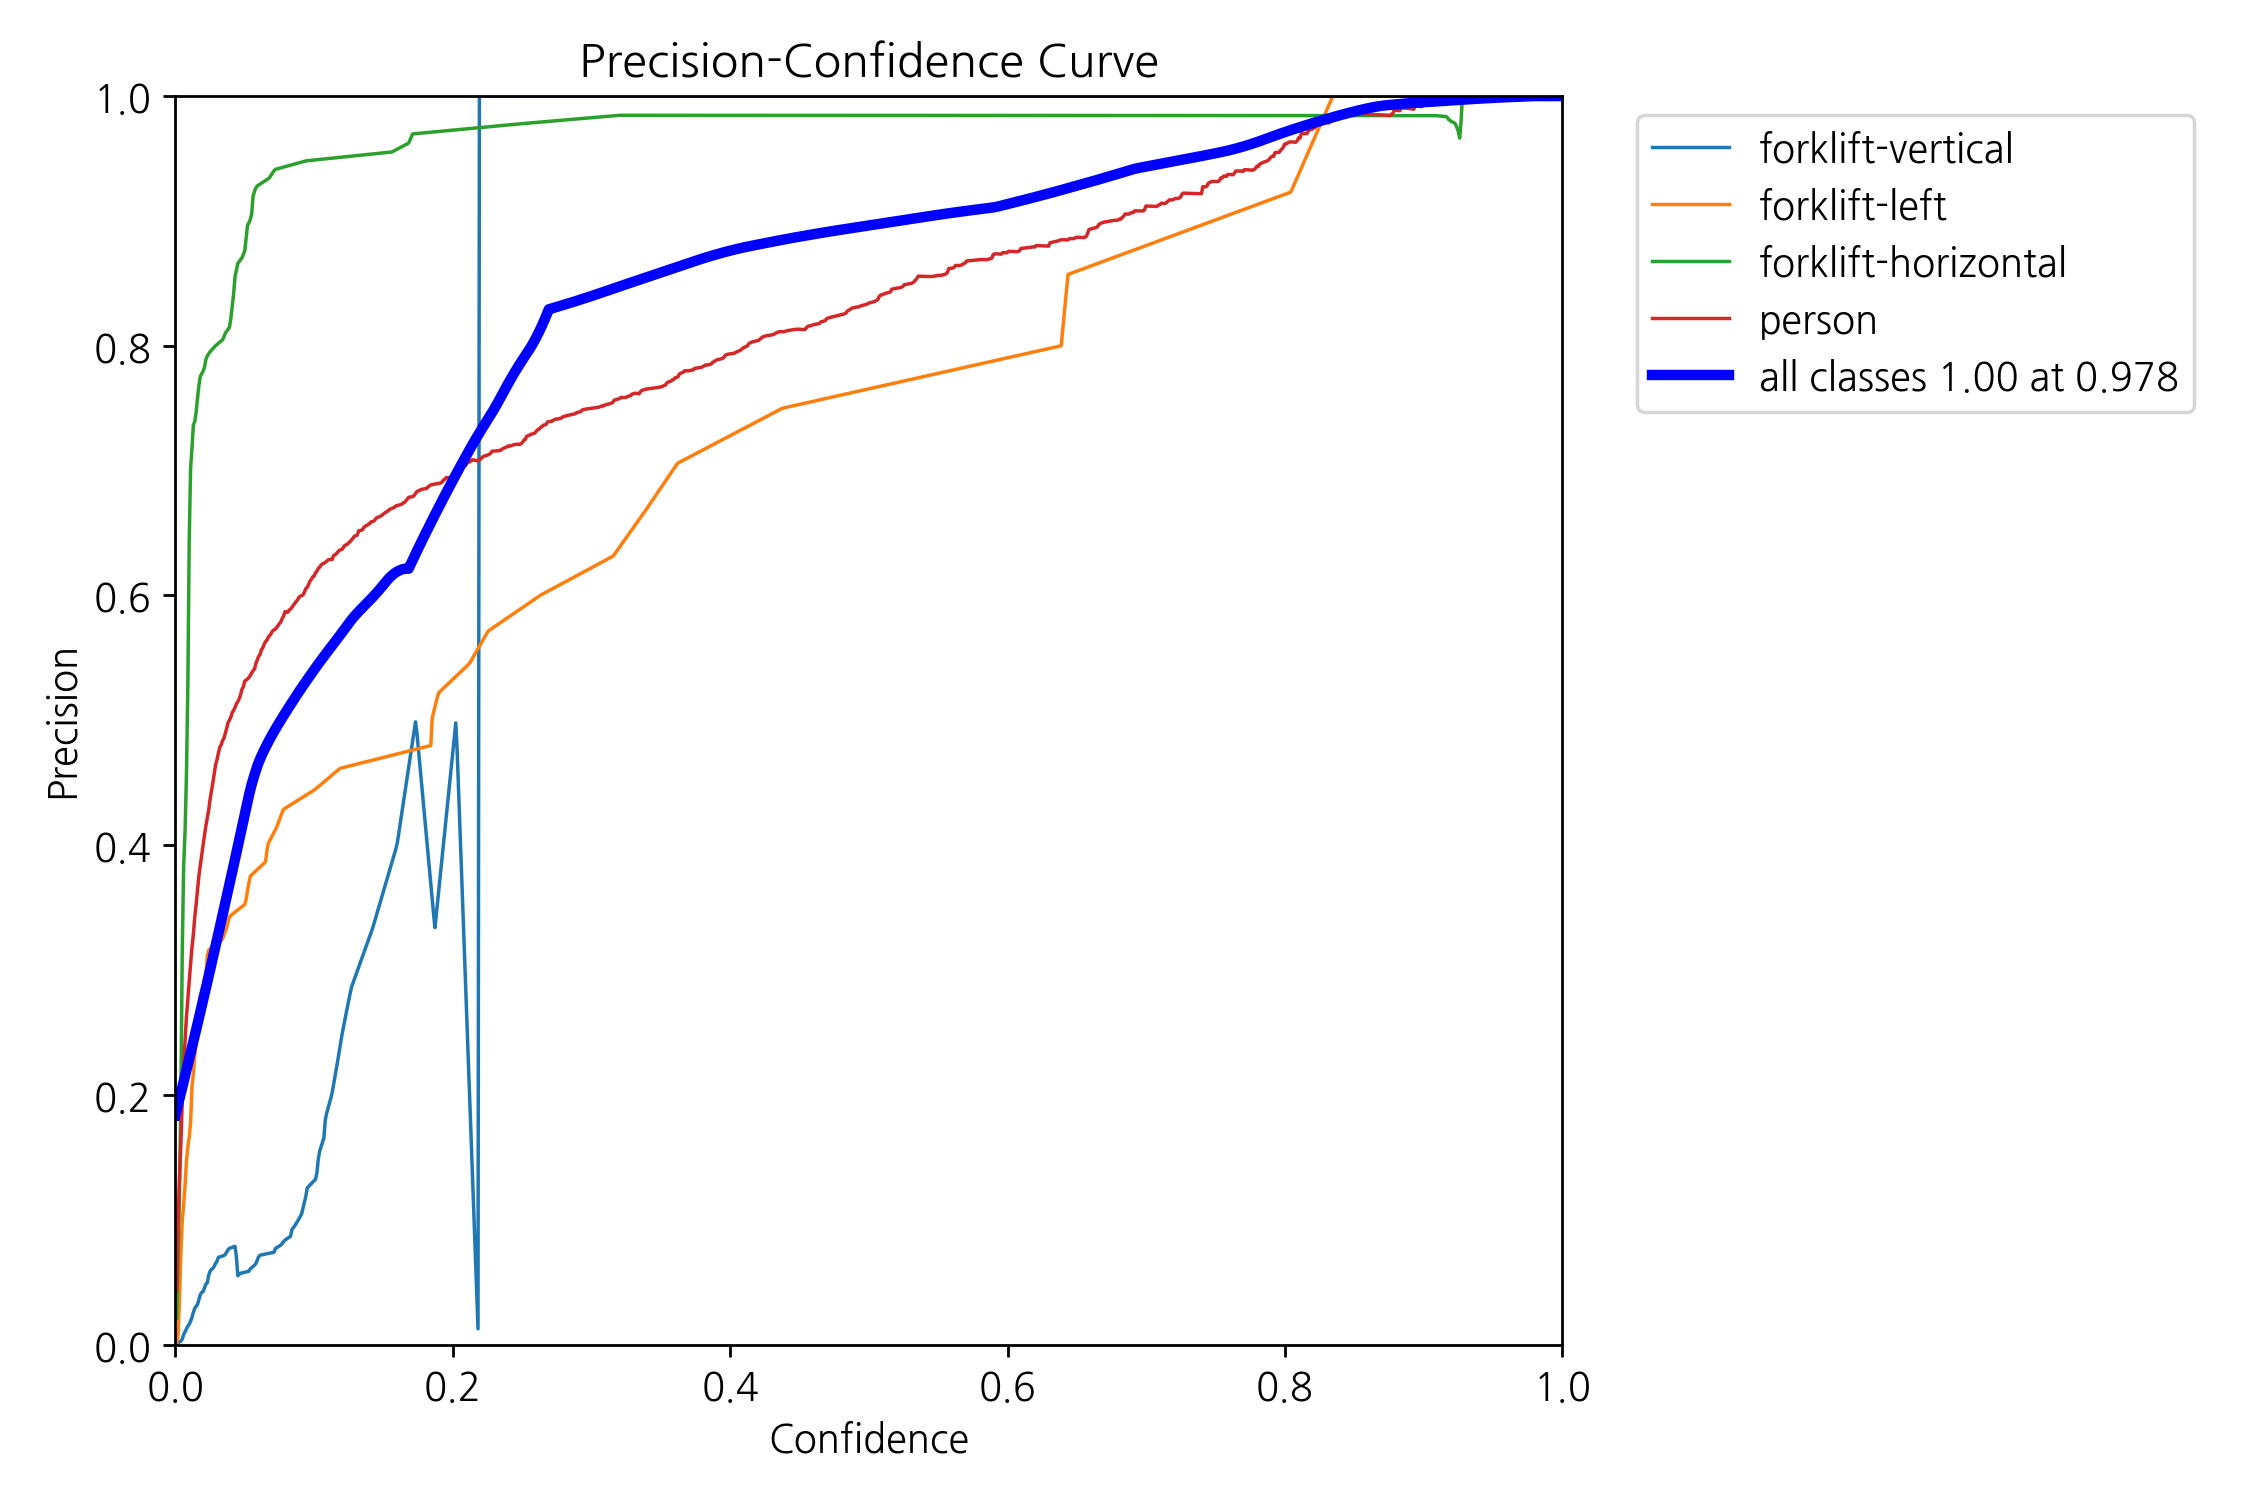 Precision-Confidence Curve
1.0
0.8
0.6
0.4
0.2
0.0
Precision
0.0 0.2 0.4 0.6 0.8 1.0
Confidence
forklift-vertical
forklift-left
forklift-horizontal
person
all classes 1.00 at 0.978